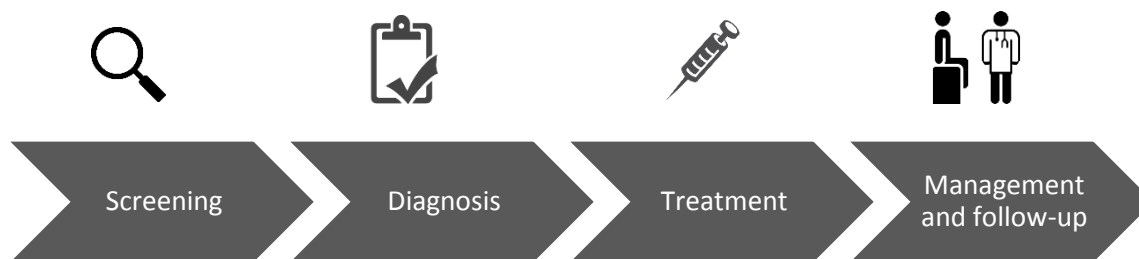 Screening
Diagnosis
Treatment
Management
and follow-up